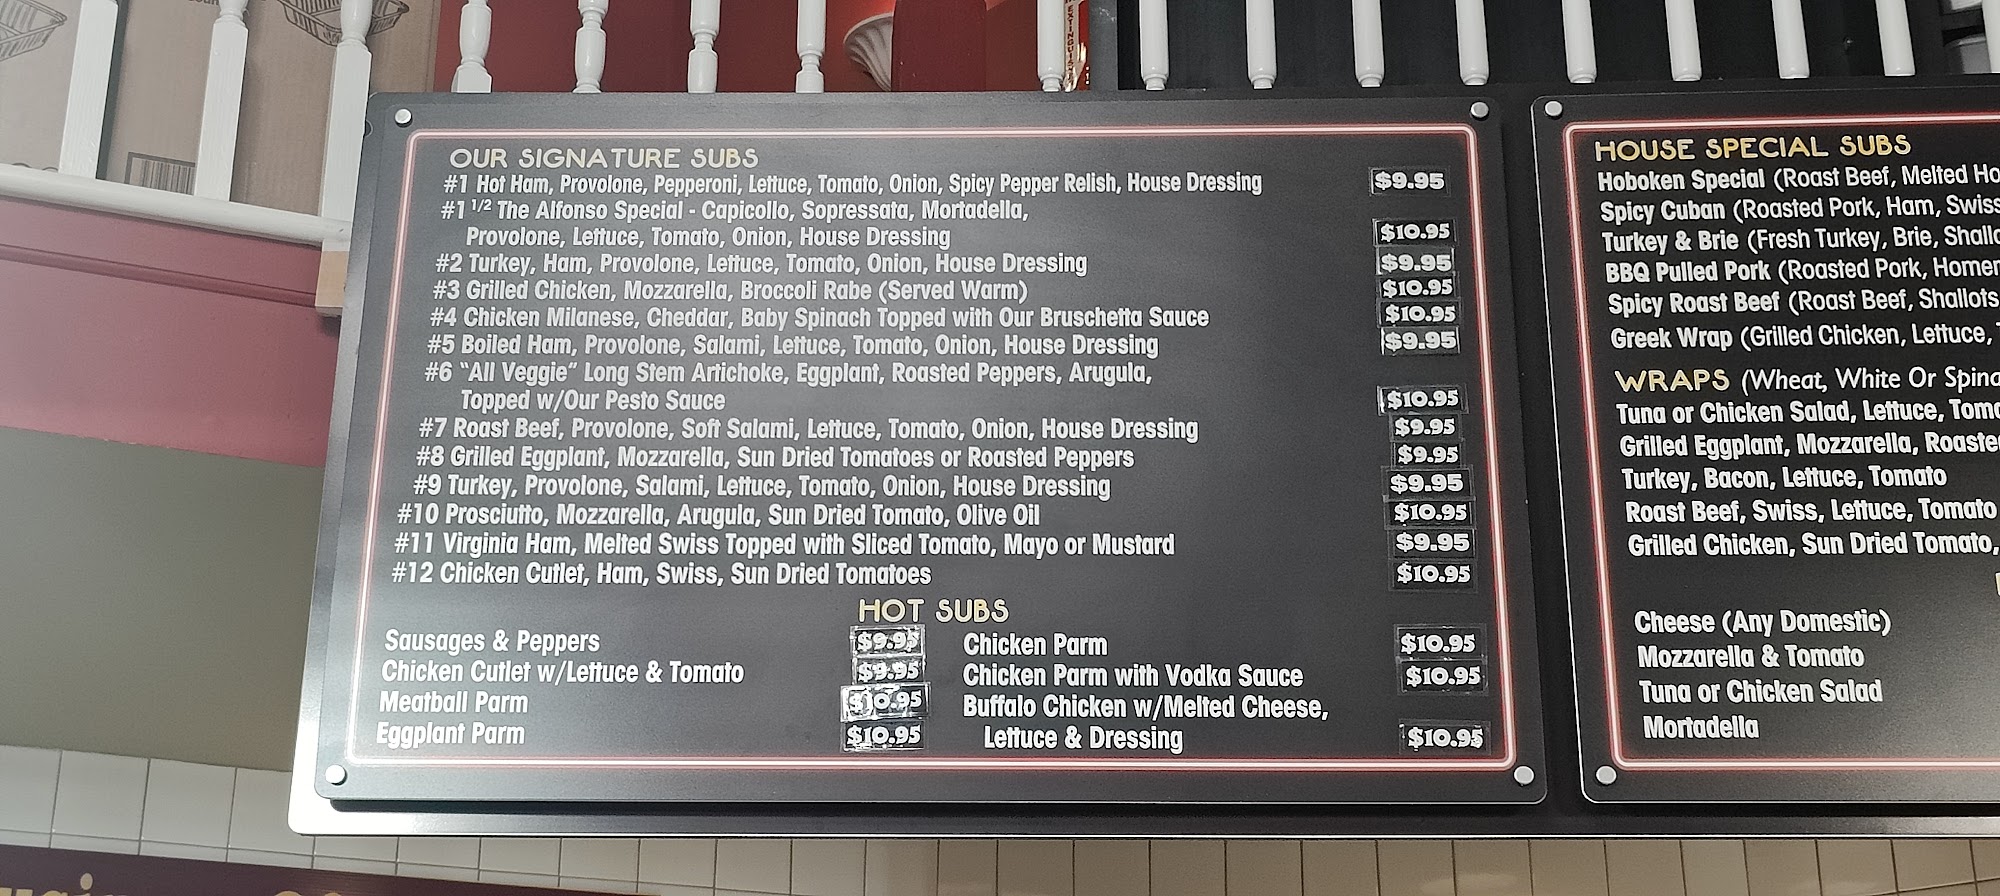 OUR SIGNATURE SUBS
#1 Hot Ham, Provolone, Pepperoni, Lettuce, Tomato, Onion, Spicy Pepper Relish, House Dressing $9.95
#1 1/2 The Alfonso Special - Capicollo, Sopressata, Mortadella,
Provolone, Lettuce, Tomato, Onion, House Dressing $10.95
#2 Turkey, Ham, Provolone, Lettuce, Tomato, Onion, House Dressing $9.95
#3 Grilled Chicken, Mozzarella, Broccoli Rabe (Served Warm) $10.95
#4 Chicken Milanese, Cheddar, Baby Spinach Topped with Our Bruschetta Sauce $10.95
#5 Boiled Ham, Provolone, Salami, Lettuce, Tomato, Onion, House Dressing $9.95
#6 “All Veggie” Long Stem Artichoke, Eggplant, Roasted Peppers, Arugula,
Topped w/Our Pesto Sauce $10.95
#7 Roast Beef, Provolone, Soft Salami, Lettuce, Tomato, Onion, House Dressing $9.95
#8 Grilled Eggplant, Mozzarella, Sun Dried Tomatoes or Roasted Peppers $9.95
#9 Turkey, Provolone, Salami, Lettuce, Tomato, Onion, House Dressing $9.95
#10 Prosciutto, Mozzarella, Arugula, Sun Dried Tomato, Olive Oil $10.95
#11 Virginia Ham, Melted Swiss Topped with Sliced Tomato, Mayo or Mustard $9.95
#12 Chicken Cutlet, Ham, Swiss, Sun Dried Tomatoes $10.95
HOT SUBS
Sausages & Peppers $9.95
Chicken Cutlet w/Lettuce & Tomato $9.95
Meatball Parm $10.95
Eggplant Parm $10.95
Chicken Parm $10.95
Chicken Parm with Vodka Sauce $10.95
Buffalo Chicken w/Melted Cheese,
Lettuce & Dressing $10.95
HOUSE SPECIAL SUBS
Hoboken Special (Roast Beef, Melted
Spicy Cuban (Roasted Pork, Ham, Swiss
Turkey & Brie (Fresh Turkey, Brie,
BBQ Pulled Pork (Roasted Pork,
Spicy Roast Beef (Roast Beef, Shallots
Greek Wrap (Grilled Chicken, Lettuce,
WRAPS (Wheat, White Or
Tuna or Chicken Salad, Lettuce,
Grilled Eggplant, Mozzarella,
Turkey, Bacon, Lettuce, Tomato
Roast Beef, Swiss, Lettuce, Tomato
Grilled Chicken, Sun Dried Tomato,
Cheese (Any Domestic)
Mozzarella & Tomato
Tuna or Chicken Salad
Mortadella